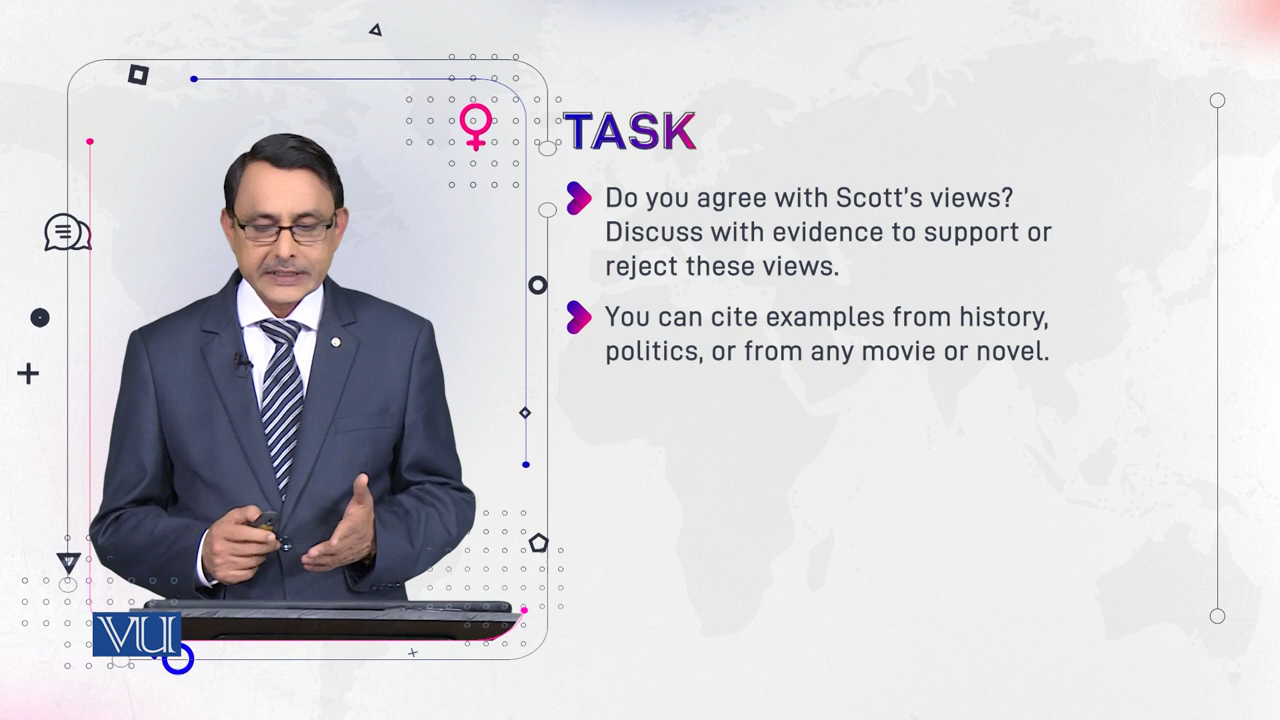 TASK
Do you agree with Scott's views?
Discuss with evidence to support or
reject these views.
You can cite examples from history,
politics, or from any movie or novel.
VU